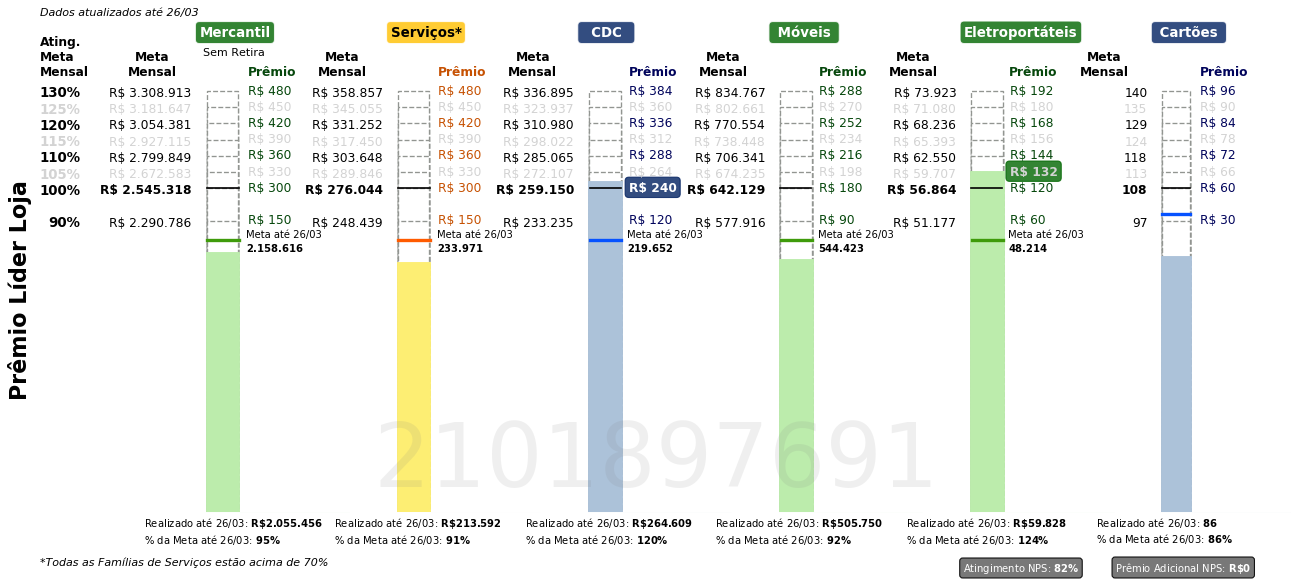 Dados atualizados até 26/03
Mercantil Serviços* CDC Móveis Eletroportáteis Cartões
Sem Retira
Ating. Meta Mensal
Meta Mensal Prêmio Meta Mensal Prêmio Meta Mensal Prêmio Meta Mensal Prêmio Meta Mensal Prêmio Meta Mensal Prêmio
130% R$ 3.308.913 R$ 480 R$ 358.857 R$ 480 R$ 336.895 R$ 384 R$ 834.767 R$ 288 R$ 73.923 R$ 192 140 R$ 96
125% R$ 3.181.647 R$ 450 R$ 345.055 R$ 450 R$ 323.937 R$ 360 R$ 802.661 R$ 270 R$ 71.080 R$ 180 135 R$ 90
120% R$ 3.054.381 R$ 420 R$ 331.252 R$ 420 R$ 310.980 R$ 336 R$ 770.554 R$ 252 R$ 68.236 R$ 168 129 R$ 84
115% R$ 2.927.115 R$ 390 R$ 317.450 R$ 390 R$ 298.022 R$ 312 R$ 738.448 R$ 234 R$ 65.393 R$ 156 124 R$ 78
110% R$ 2.799.849 R$ 360 R$ 303.648 R$ 360 R$ 285.065 R$ 288 R$ 706.341 R$ 216 R$ 62.550 R$ 144 118 R$ 72
105% R$ 2.672.583 R$ 330 R$ 289.846 R$ 330 R$ 272.107 R$ 264 R$ 674.235 R$ 198 R$ 59.707 R$ 132 113 R$ 66
100% R$ 2.545.318 R$ 300 R$ 276.044 R$ 300 R$ 259.150 R$ 240 R$ 642.129 R$ 180 R$ 56.864 R$ 120 108 R$ 60
90% R$ 2.290.786 R$ 150 R$ 248.439 R$ 150 R$ 233.235 R$ 120 R$ 577.916 R$ 90 R$ 51.177 R$ 60 97 R$ 30
Meta até 26/03 Meta até 26/03 Meta até 26/03 Meta até 26/03 Meta até 26/03
2.158.616 233.971 219.652 544.423 48.214
Prêmio Líder Loja
2101897691
Realizado até 26/03: R$2.055.456 Realizado até 26/03: R$213.592 Realizado até 26/03: R$264.609 Realizado até 26/03: R$505.750 Realizado até 26/03: R$59.828 Realizado até 26/03: 86
% da Meta até 26/03: 95% % da Meta até 26/03: 91% % da Meta até 26/03: 120% % da Meta até 26/03: 92% % da Meta até 26/03: 124% % da Meta até 26/03: 86%
*Todas as Famílias de Serviços estão acima de 70%
Atingimento NPS: 82% Prêmio Adicional NPS: R$0